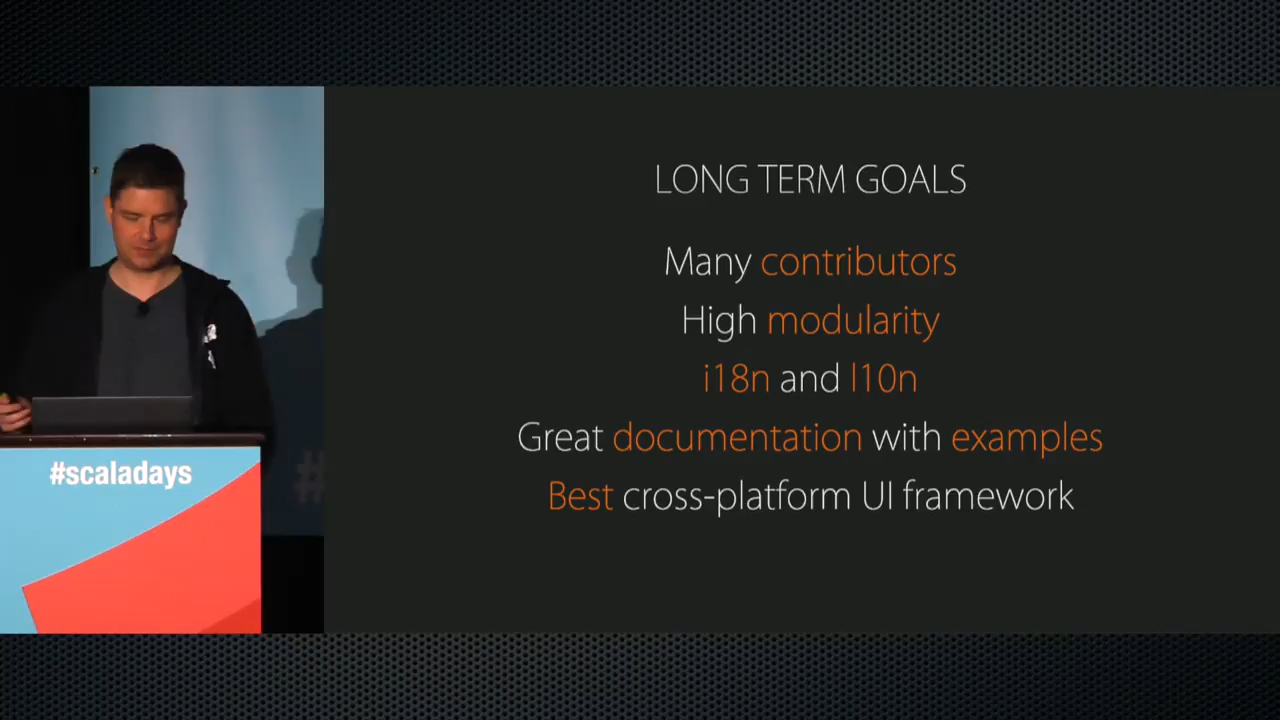 LONG TERM GOALS
Many contributors
High modularity
i18n and l10n
Great documentation with examples
Best cross-platform UI framework
#scaladays
#